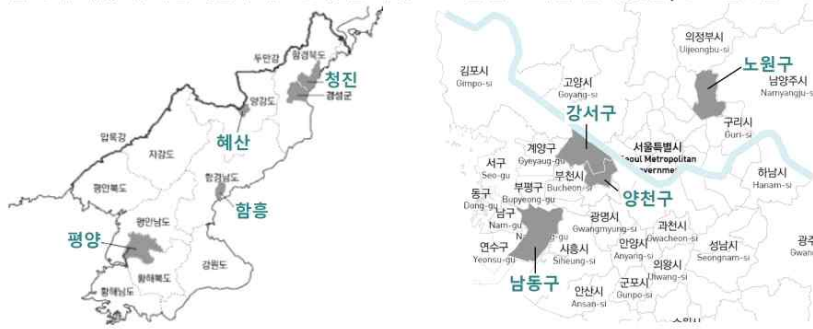 두만강
함경북도
청진
경성군
양강도
혜산
압록강
자강도
평안북도
함경남도
함흥
평안남도
평양
강원도
황해북도
황해남도
의정부시
Uijeongbu-si
노원구
김포시
Gimpo-si
고양시
Goyang-si
남양주시
Namyangju-s
강서구
구리시
Guri-si
계양구
Gyeyang-gu
서울특별시
Seoul Metropolitan
Government
서구
Seo-gu
부천시
Bucheon-si
하남시
Hanam-si
동구
Dong-gu
부평구
Bupyeong-gu
양천구
남구
Nam-gu
광명시
Gwangmyung-si
과천시
Gwacheon-si
연수구
Yeonsu-gu
시흥시
Siheung-si
안양시
Anyang-si
성남시
Seongnam-si
광주
Gwan
의왕시
Uiwang-si
남동구
안산시
Ansan-si
군포시
Gunpo-si